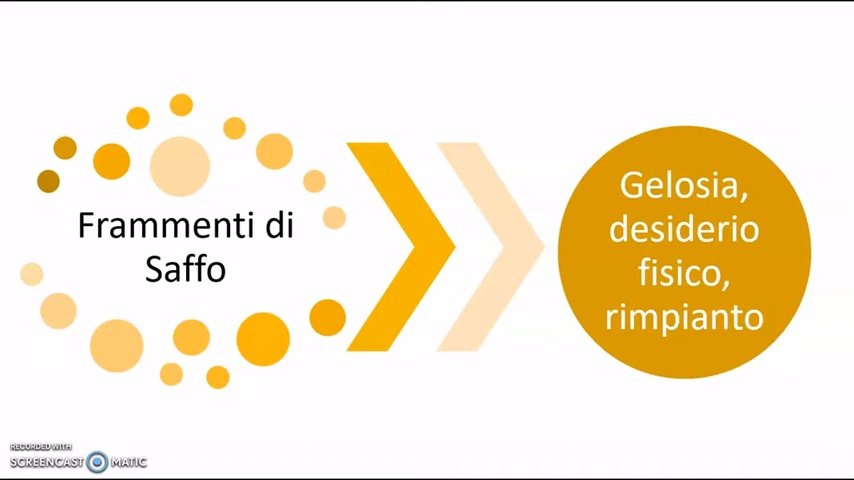 Frammenti di
Saffo
Gelosia,
desiderio
fisico,
rimpianto
RECORDED WITH
SCREENCAST MATIC